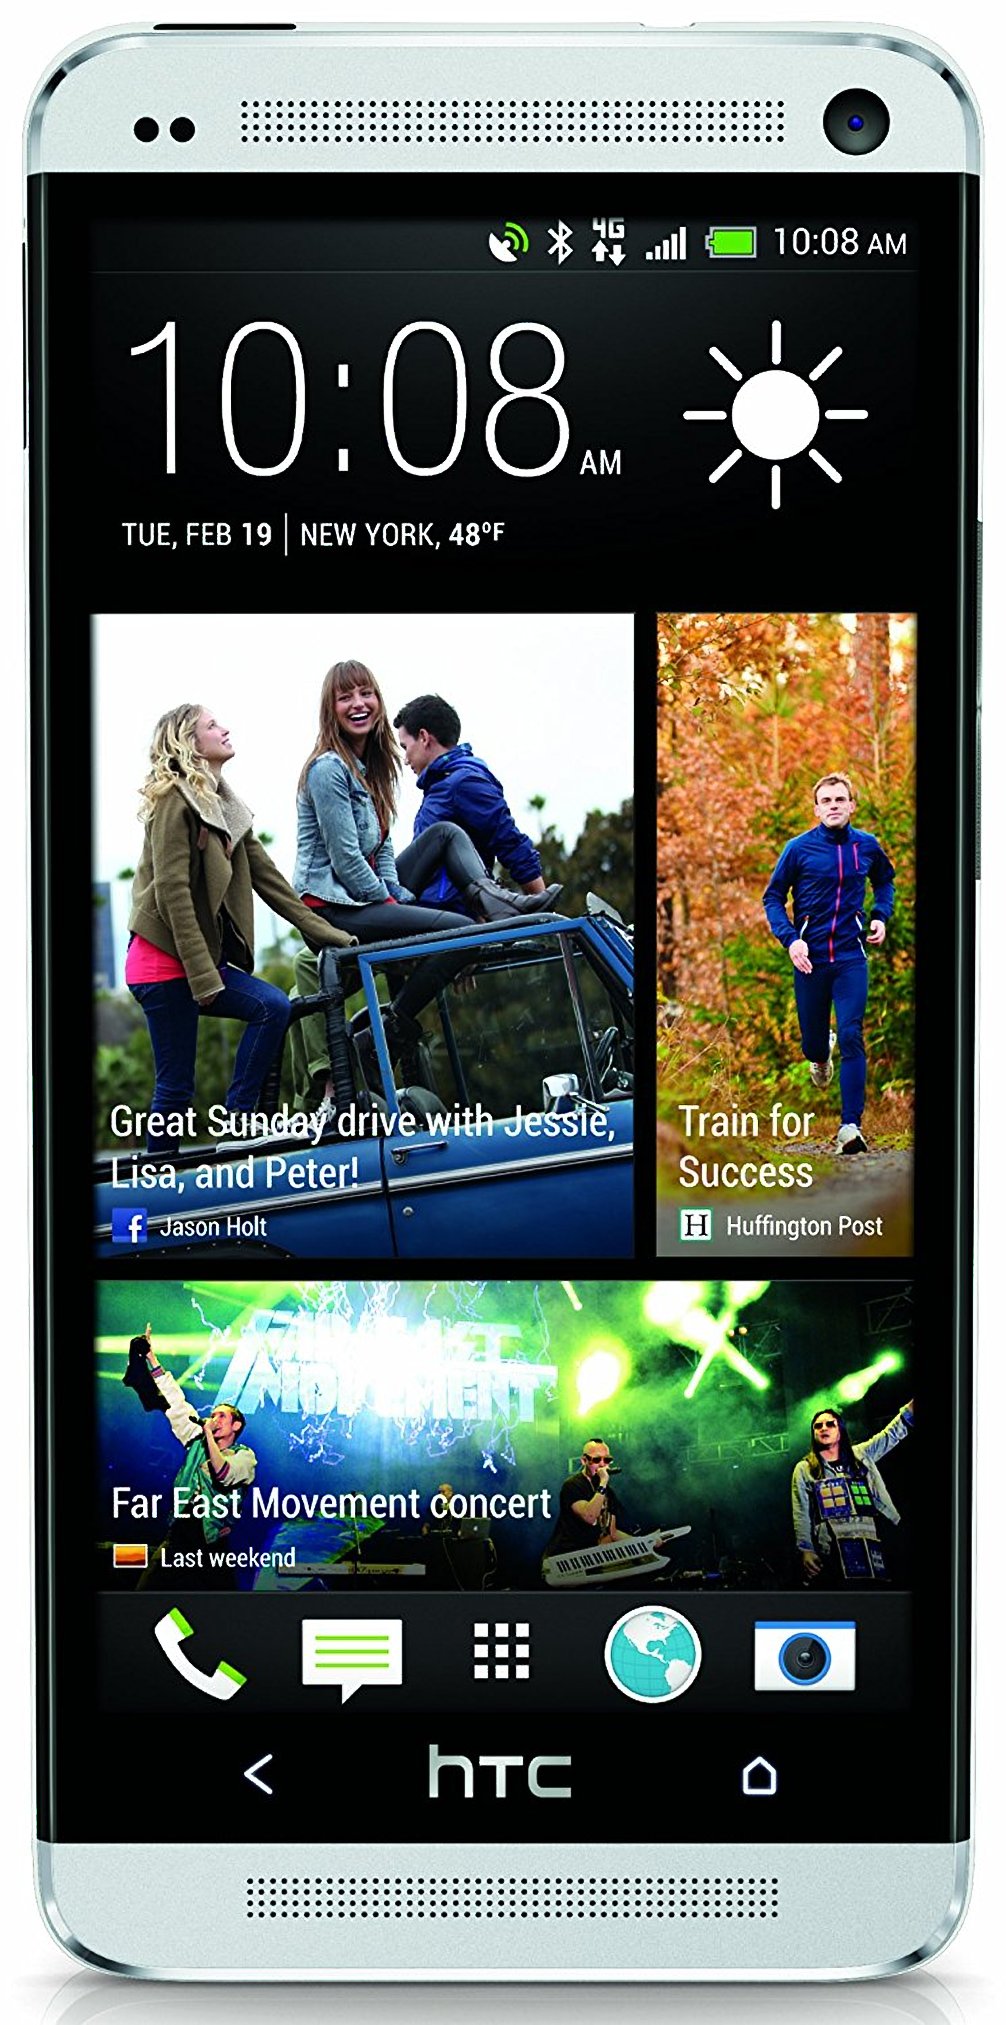 4G
10:08 AM
10:08 AM
TUE, FEB 19 | NEW YORK, 48ºF
Great Sunday drive with Jessie,
Lisa, and Peter!
f Jason Holt
Train for
Success
H Huffington Post
FAR EAST
MOVEMENT
Far East Movement concert
Last weekend
hTC